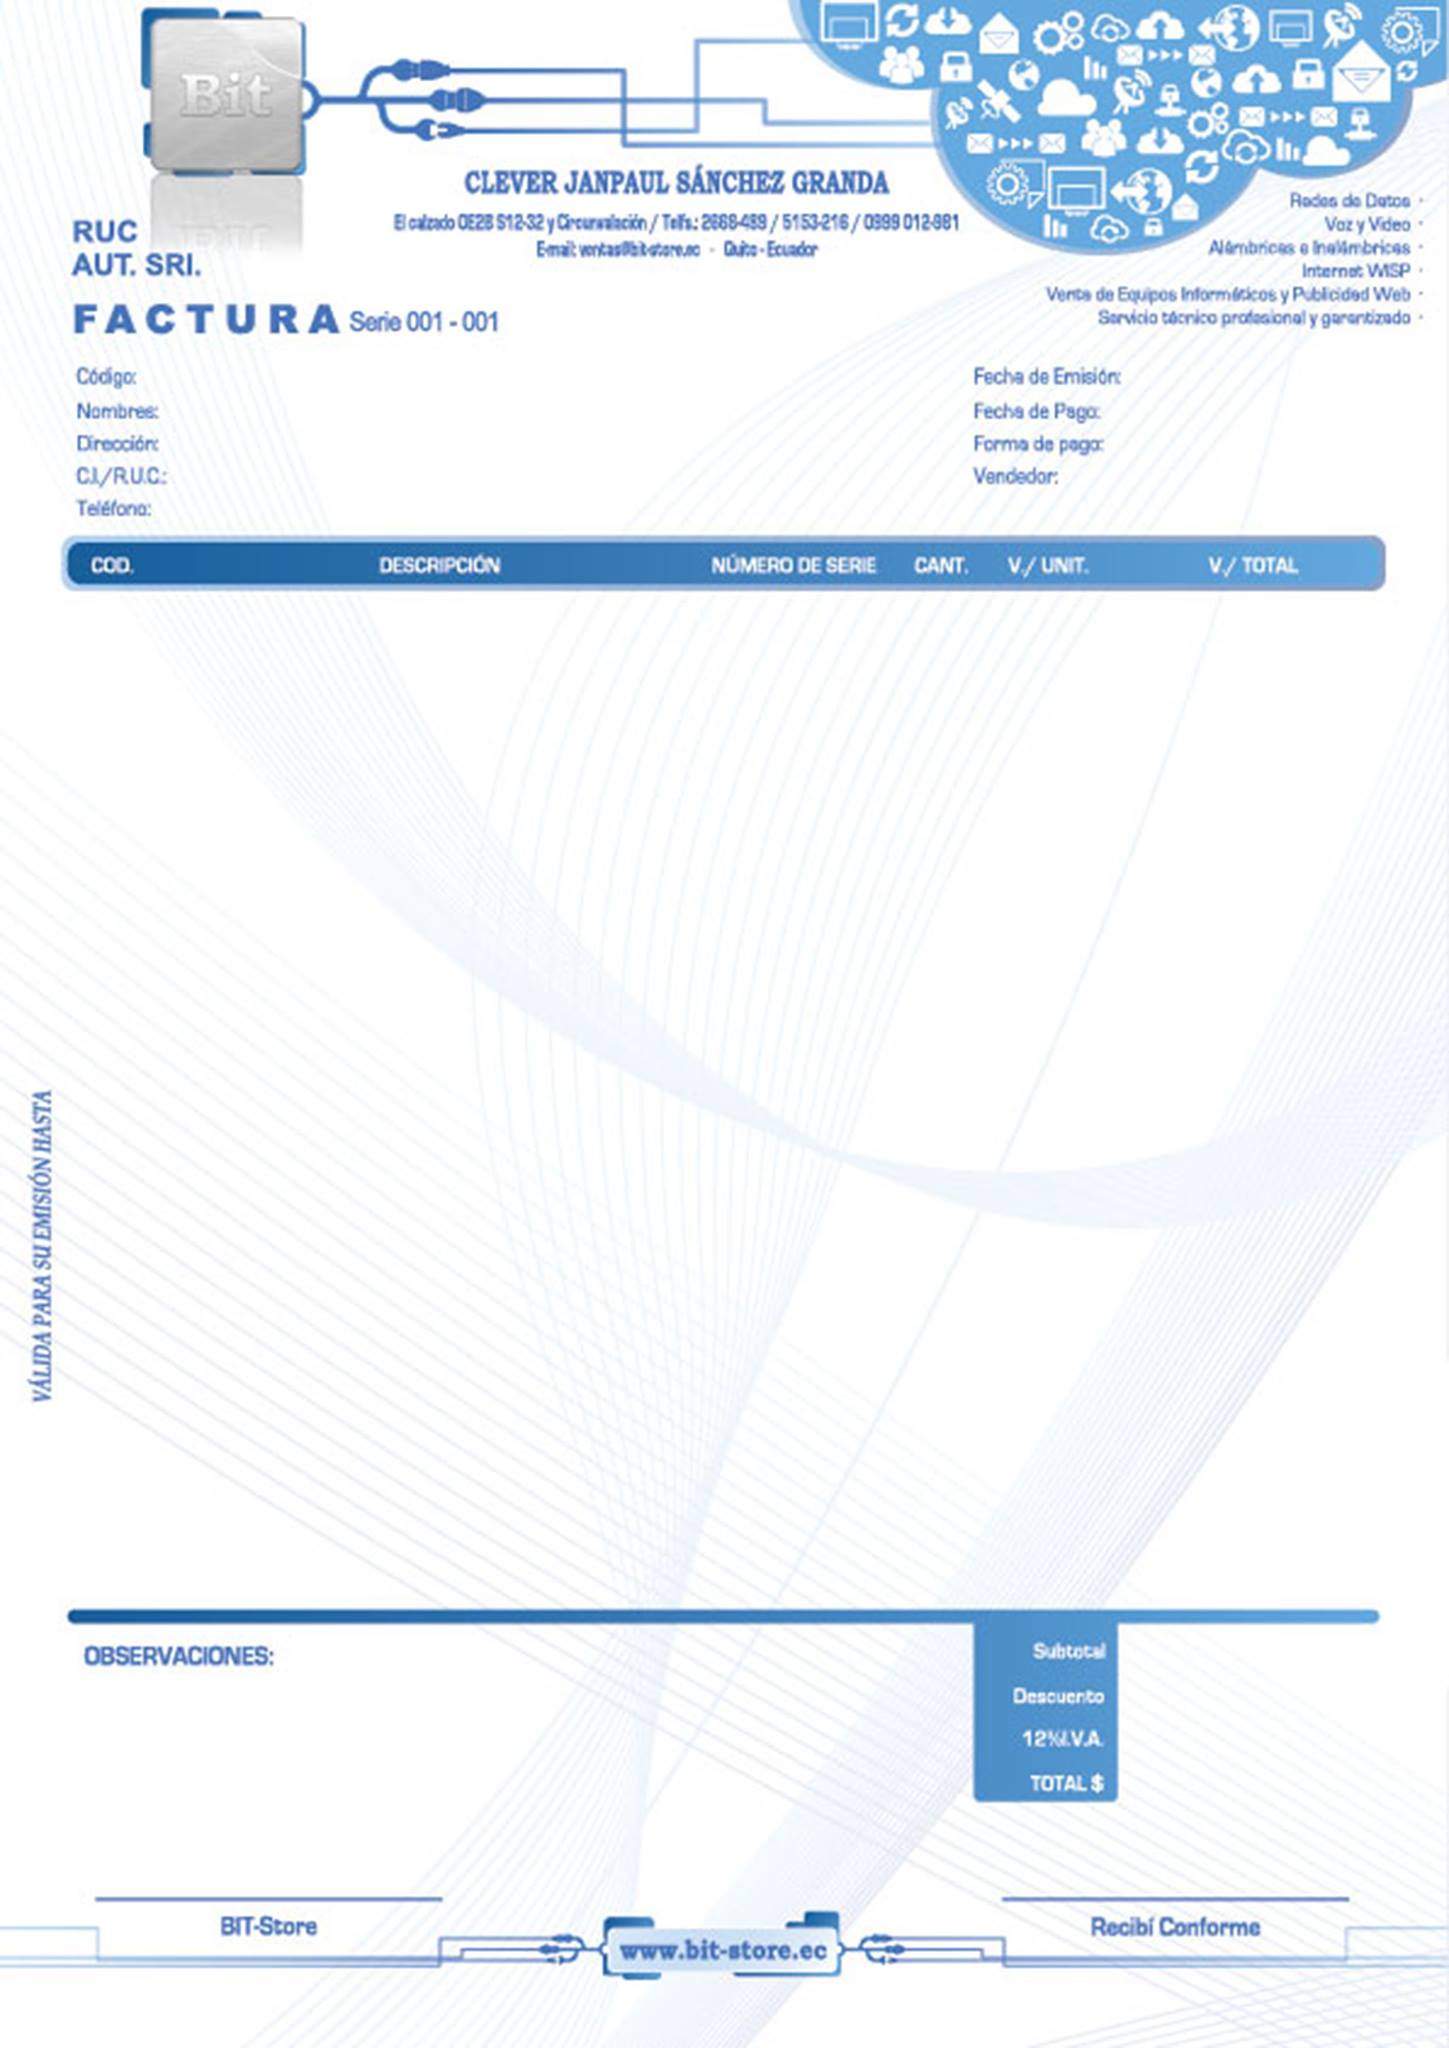 Bit
CLEVER JANPAUL SÁNCHEZ GRANDA
El calzado OE2B S12-32 y Circunvalación / Telfs.: 2668-489 / 5153-216 / 0999 012-981
E-mail: ventas@bit-store.ec - Quito - Ecuador
Redes de Datos ·
Voz y Video ·
Alámbricas e Inalámbricas ·
Internet WISP ·
Venta de Equipos Informáticos y Publicidad Web ·
Servicio técnico profesional y garantizado ·
RUC
AUT. SRI.
FACTURA Serie 001 - 001
Código:
Nombres:
Dirección:
C.I./R.U.C.:
Teléfono:
Fecha de Emisión:
Fecha de Pago:
Forma de pago:
Vendedor:
COD. DESCRIPCIÓN NÚMERO DE SERIE CANT. V./ UNIT. V./ TOTAL
VÁLIDA PARA SU EMISIÓN HASTA
OBSERVACIONES:
Subtotal
Descuento
12%I.V.A.
TOTAL $
BIT-Store
www.bit-store.ec
Recibí Conforme